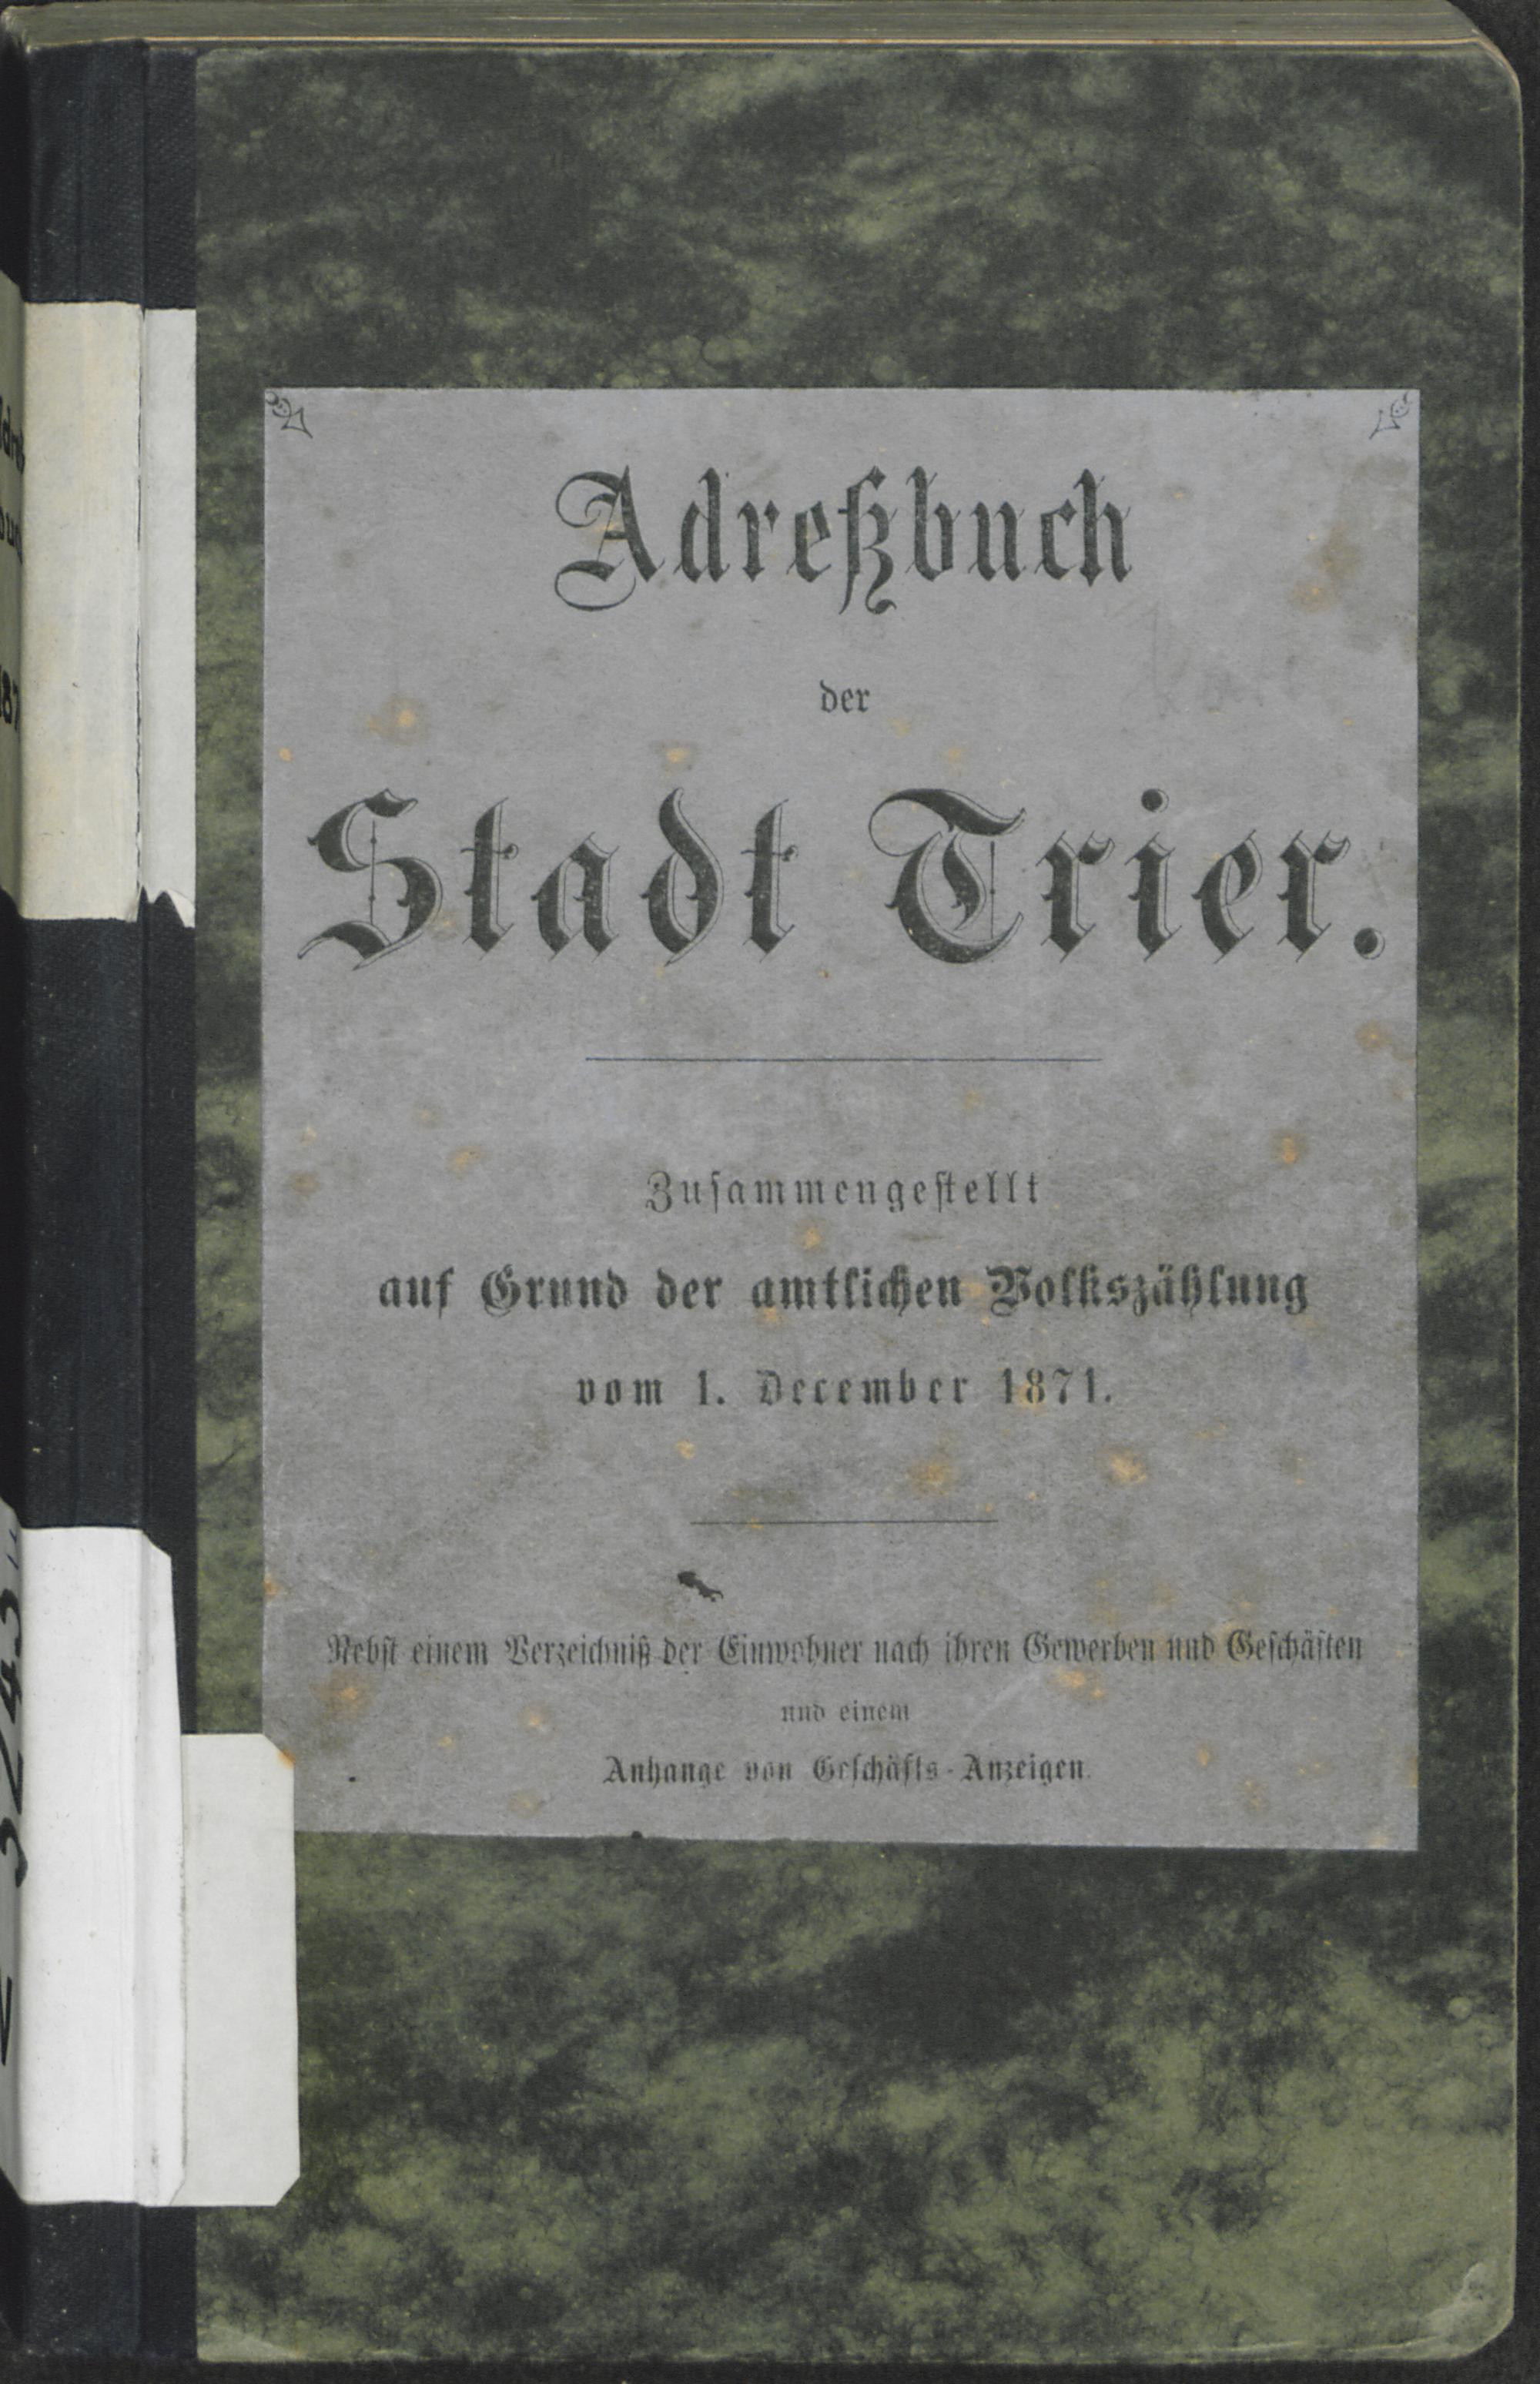 Adreßbuch
der
Stadt Trier.
Zusammengestellt
auf Grund der amtlichen Volkszählung
vom 1. December 1871.
Nebst einem Verzeichniß der Einwohner nach ihren Gewerben und Geschäften
und einem
Anhange von Geschäfts-Anzeigen.